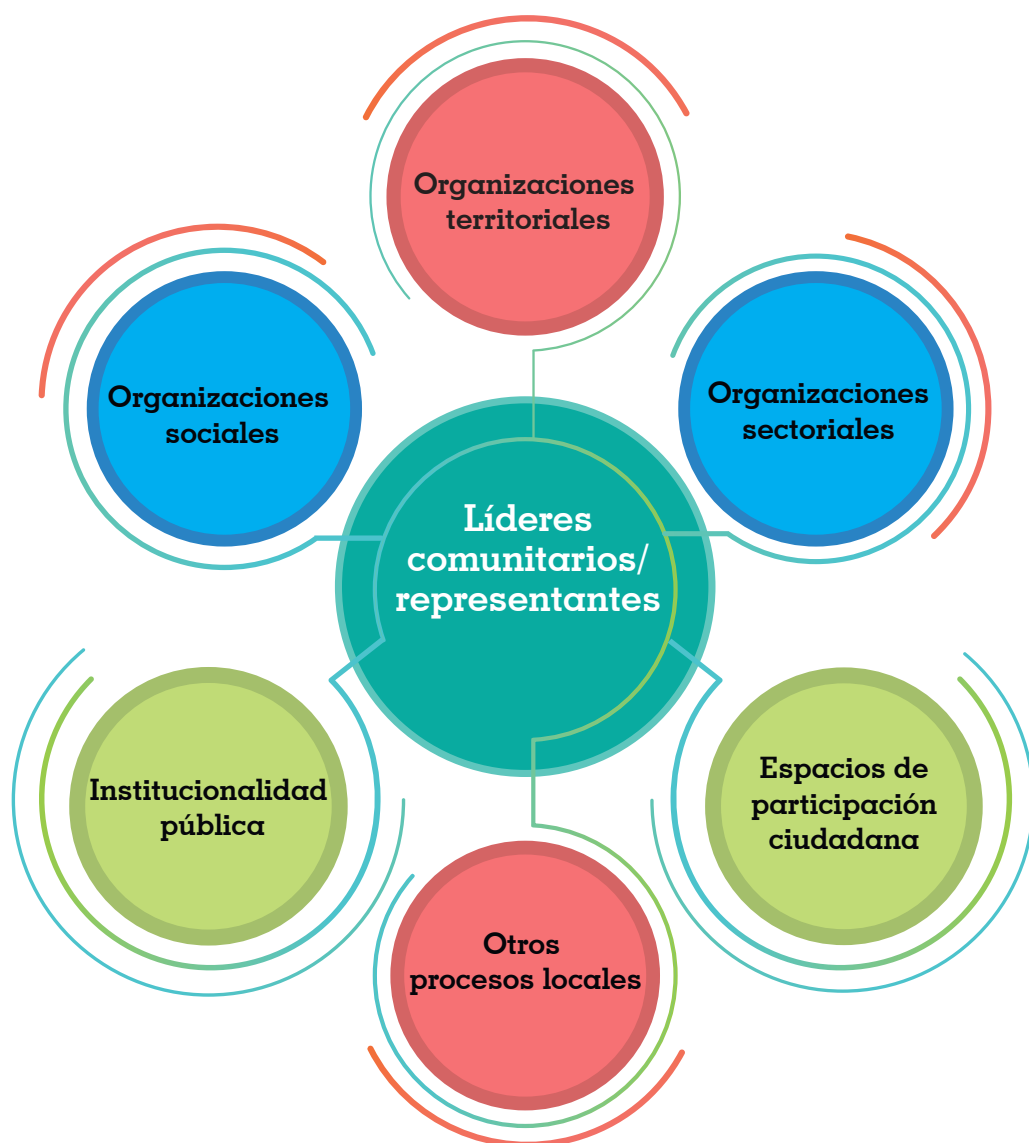 Organizaciones
territoriales
Organizaciones
sociales
Organizaciones
sectoriales
Líderes
comunitarios/
representantes
Institucionalidad
pública
Espacios de
participación
ciudadana
Otros
procesos locales